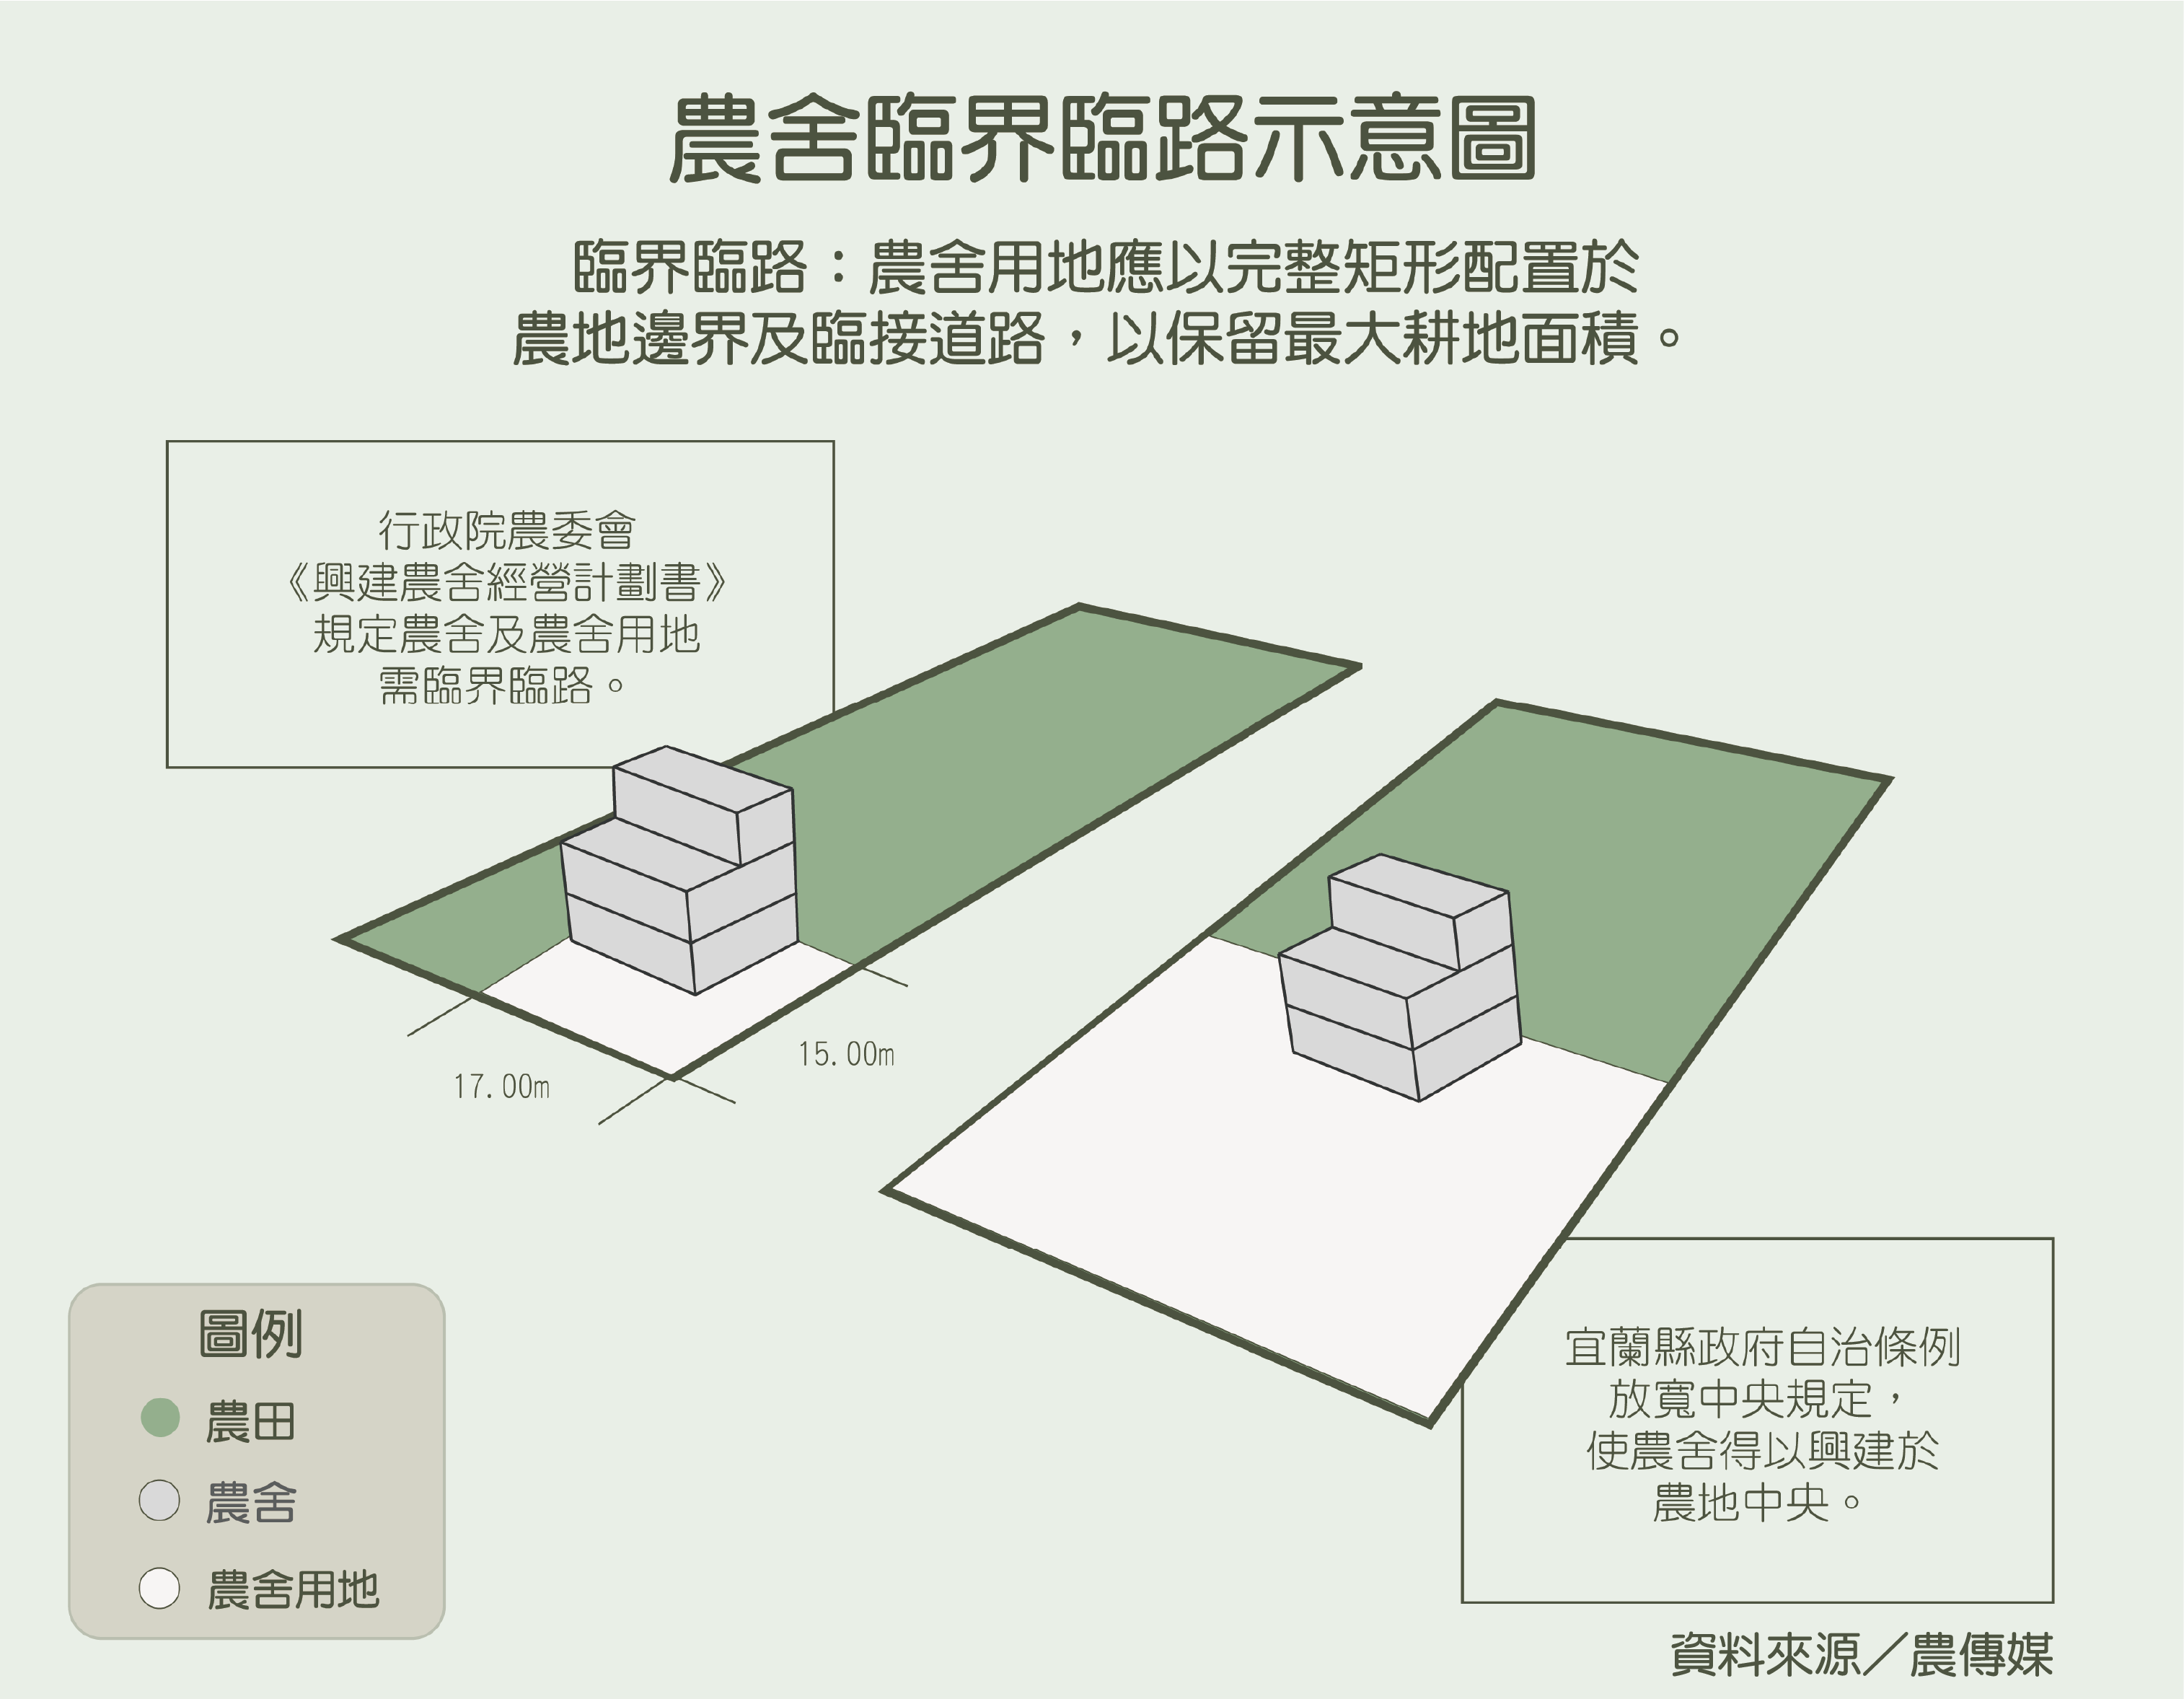 農舍臨界臨路示意圖
臨界臨路：農舍用地應以完整矩形配置於
農地邊界及臨接道路，以保留最大耕地面積。
行政院農委會
《興建農舍經營計劃書》
規定農舍及農舍用地
需臨界臨路。
15.00m
17.00m
宜蘭縣政府自治條例
放寬中央規定，
使農舍得以興建於
農地中央。
圖例
農田
農舍
農舍用地
資料來源／農傳媒